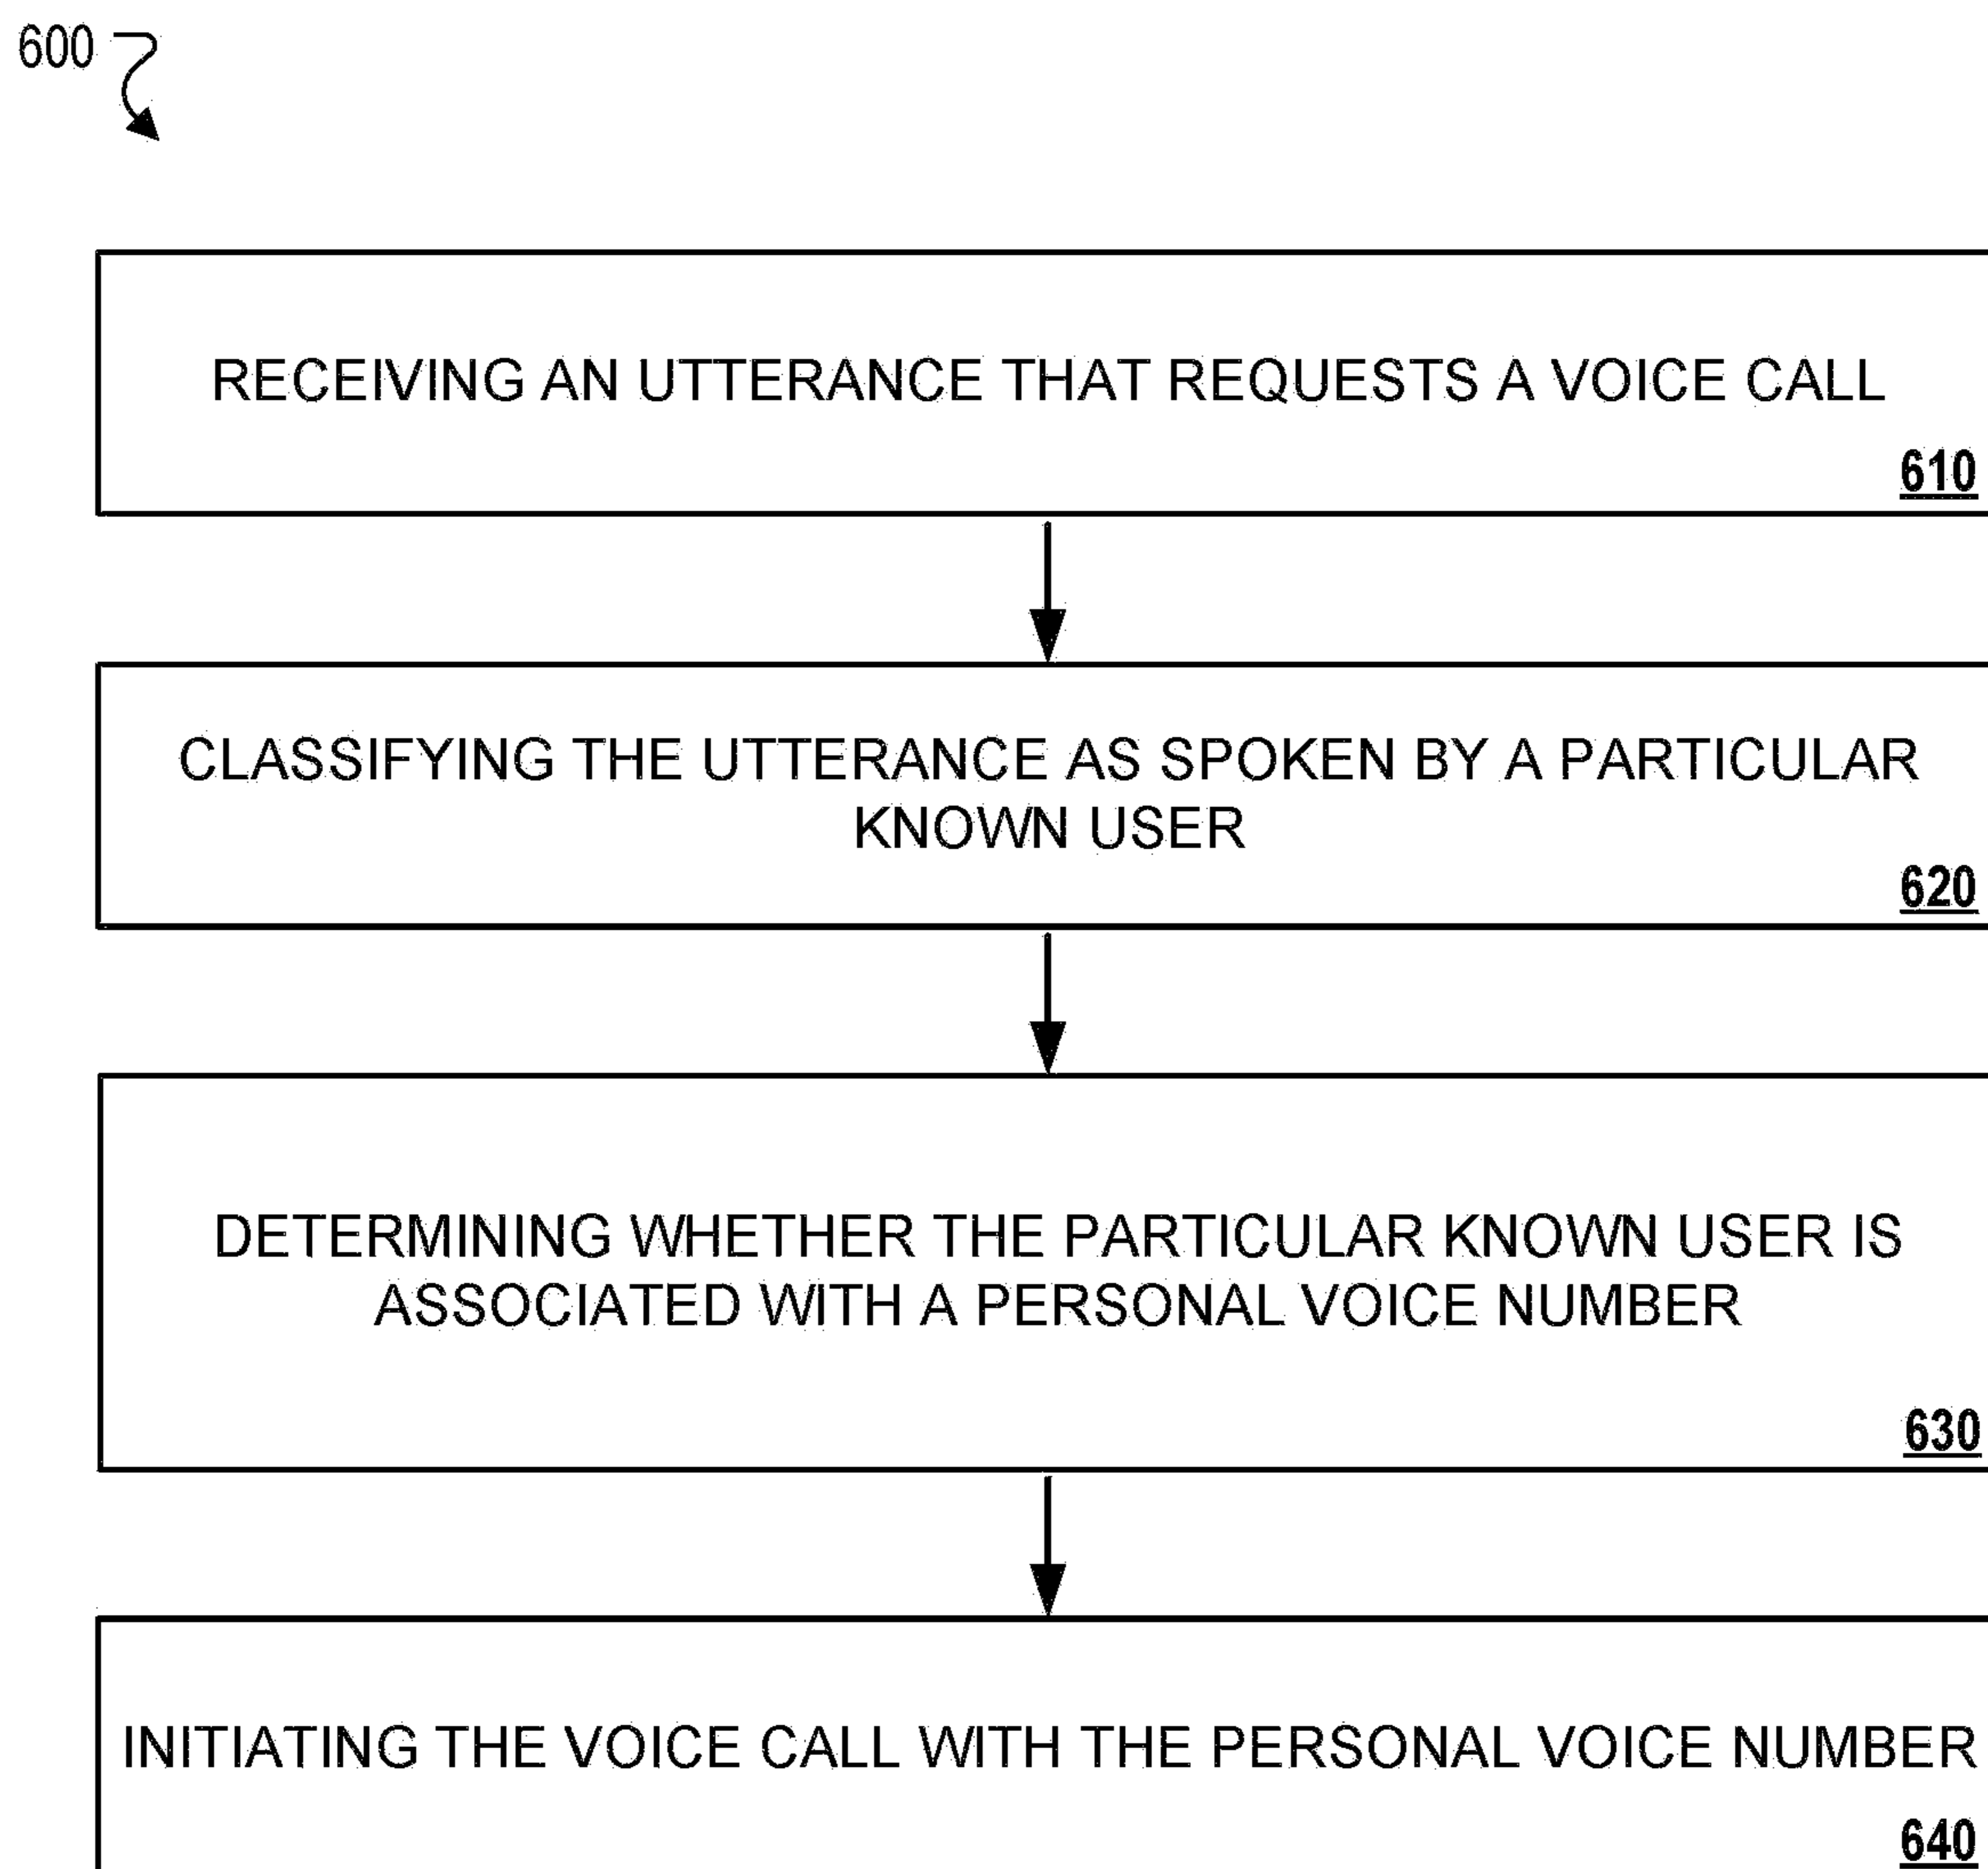 600
RECEIVING AN UTTERANCE THAT REQUESTS A VOICE CALL
610
CLASSIFYING THE UTTERANCE AS SPOKEN BY A PARTICULAR
KNOWN USER
620
DETERMINING WHETHER THE PARTICULAR KNOWN USER IS
ASSOCIATED WITH A PERSONAL VOICE NUMBER
630
INITIATING THE VOICE CALL WITH THE PERSONAL VOICE NUMBER
640